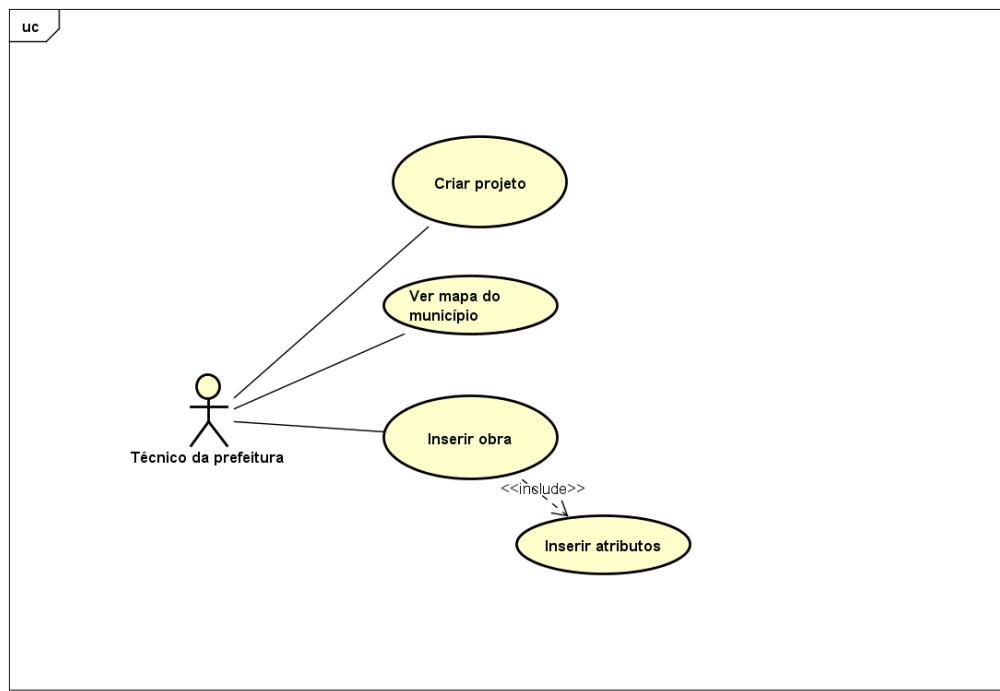 uc
Criar projeto
Ver mapa do
município
Inserir obra
Técnico da prefeitura
<<include>>
Inserir atributos